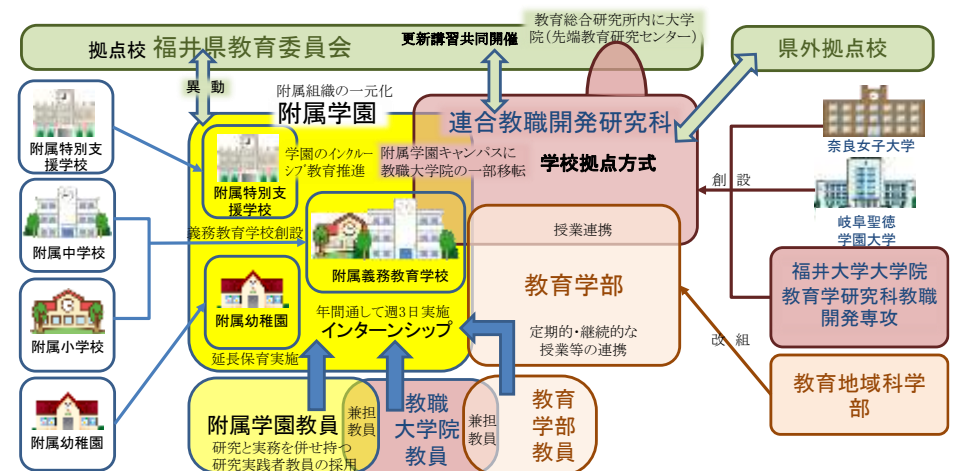 拠点校 福井県教育委員会
更新講習共同開催
教育総合研究所内に大学
院(先端教育研究センター)
県外拠点校
異 動
附属組織の一元化
附属学園
連合教職開発研究科
学校拠点方式
附属特別支
援学校
附属特別支
援学校
学園のインクルー
シブ教育推進
附属学園キャンパスに
教職大学院の一部移転
奈良女子大学
創 設
岐阜聖徳
学園大学
附属中学校
義務教育学校創設
附属義務教育学校
授業連携
教育学部
定期的・継続的な
授業等の連携
福井大学大学院
教育学研究科教職
開発専攻
附属小学校
附属幼稚園
年間通して週3日実施
インターンシップ
延長保育実施
改 組
教育地域科学
部
附属幼稚園
附属学園教員
研究と実務を併せ持つ
研究実践者教員の採用
兼担
教員
教職
大学院
教員
兼担
教員
教育
学部
教員